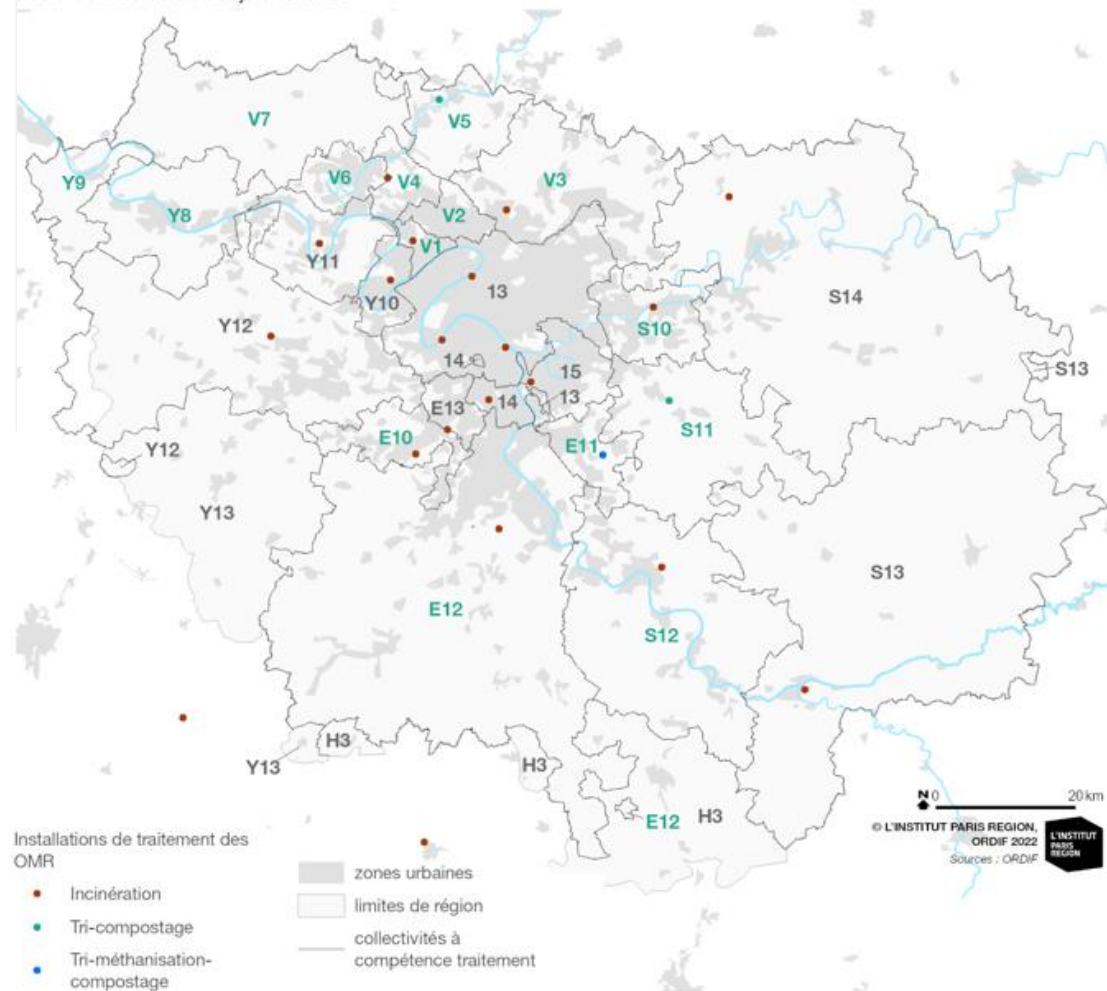 V7
V5
Y9
V6
V4
V3
Y8
V2
V1
Y11
Y10
13
Y12
S10
S14
14
15
S13
E13
14
13
S11
E10
E11
Y12
Y13
S13
E12
S12
Y13
H3
H3
E12
H3
N 0 20 km
© L'INSTITUT PARIS REGION,
ORDIF 2022
Sources : ORDIF
L'INSTITUT
PARIS
REGION
Installations de traitement des
OMR
Incinération
Tri-compostage
Tri-méthanisation-
compostage
zones urbaines
limites de région
collectivités à
compétence traitement